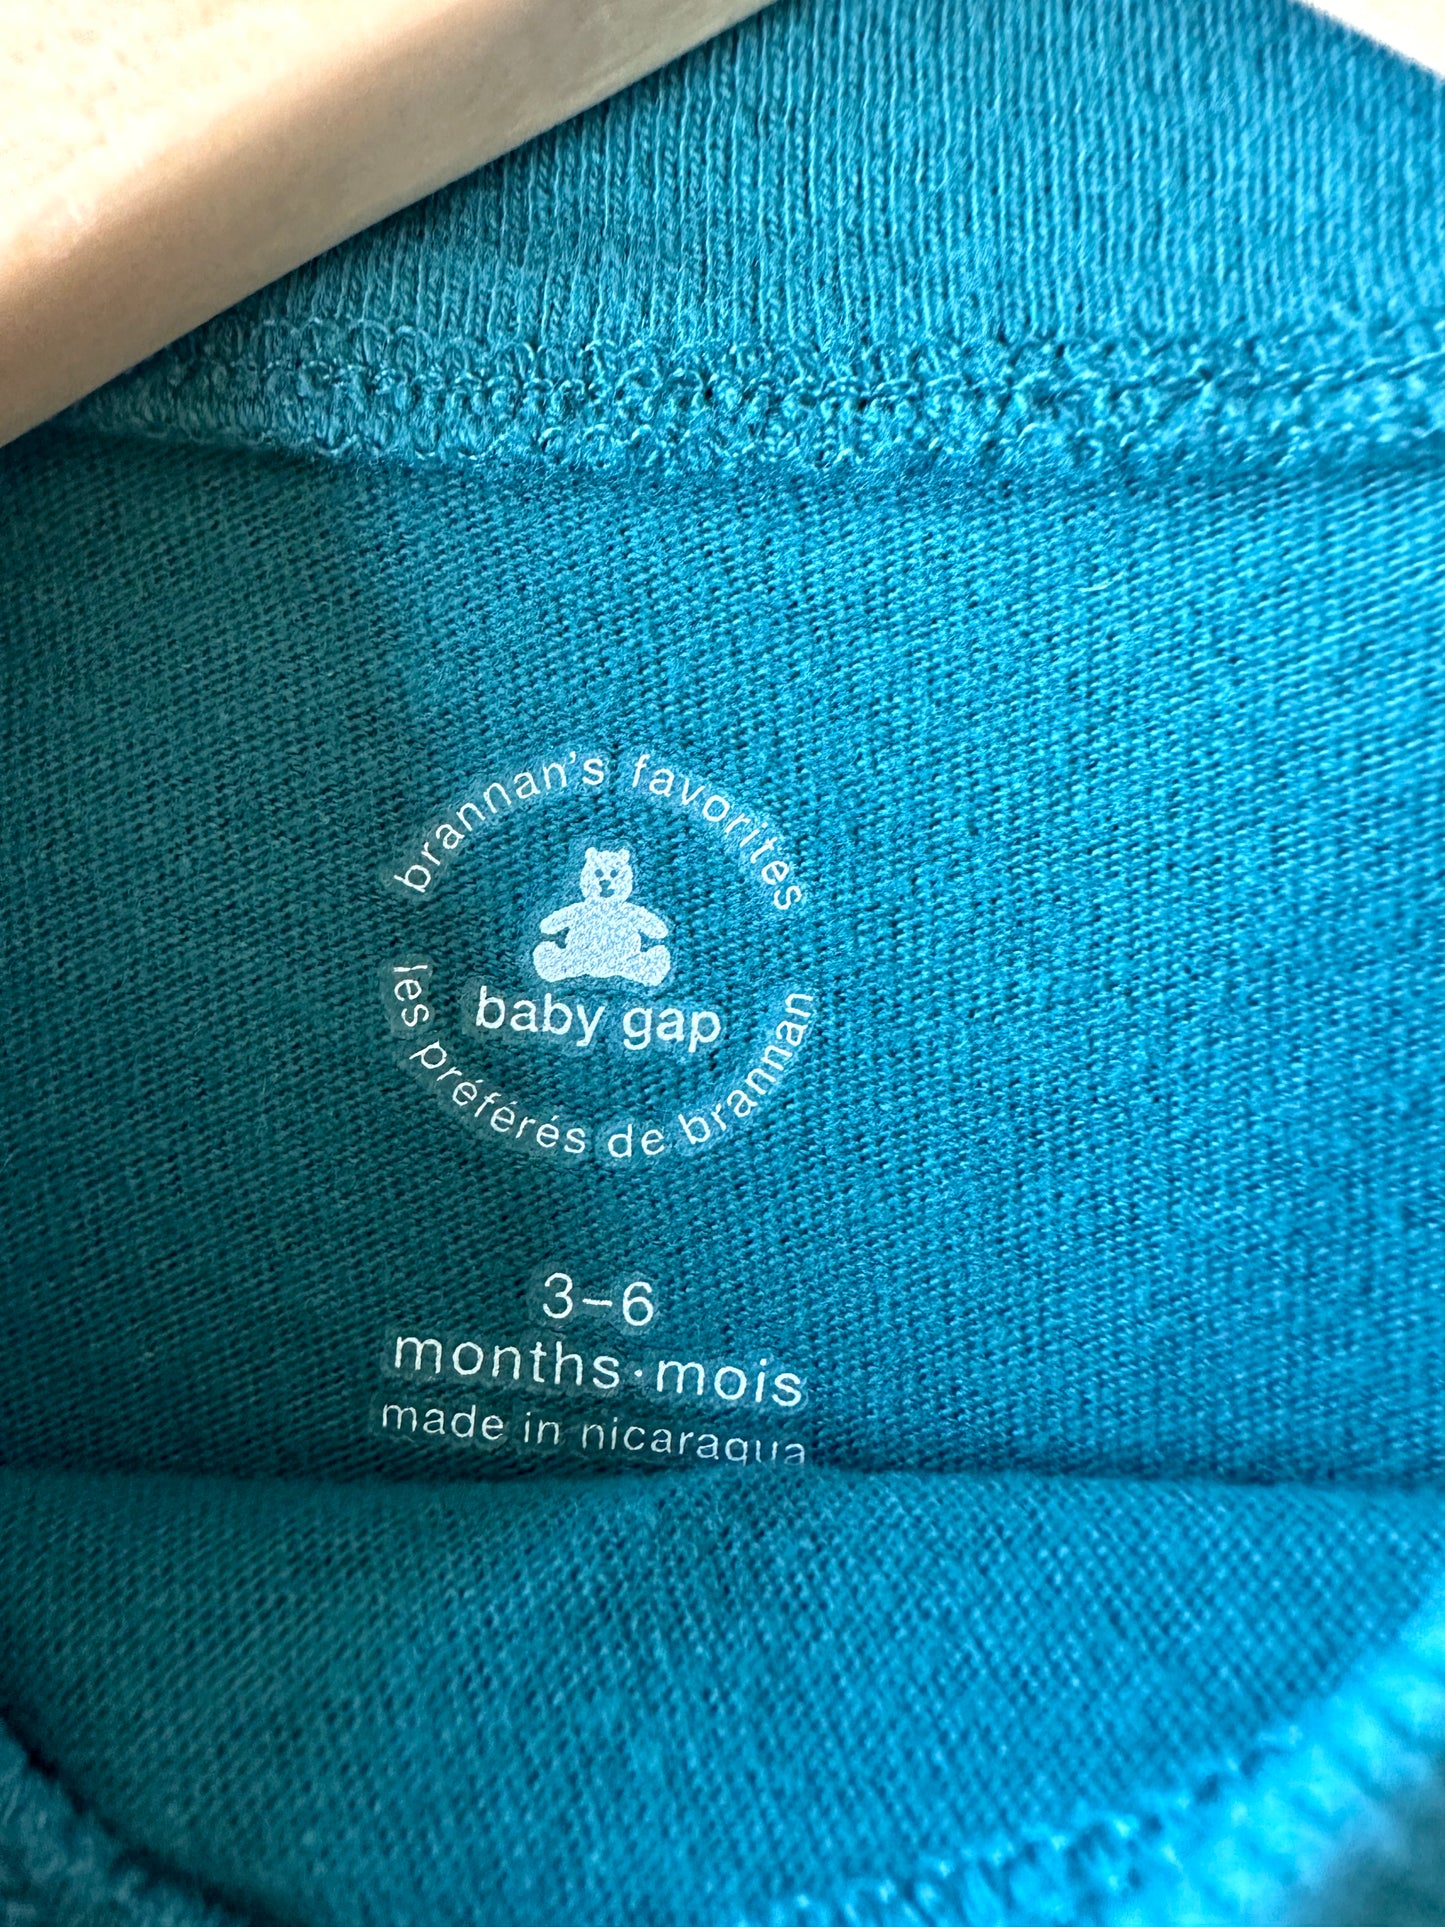 brannan's favorites
baby gap
les préférés de brannan
3–6
months·mois
made in nicaragua